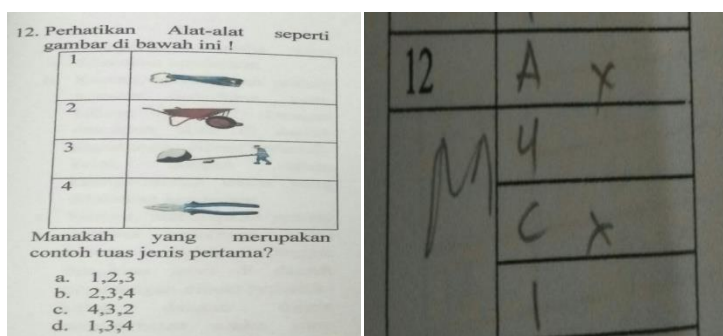 12. Perhatikan Alat-alat seperti
gambar di bawah ini !
1
2
3
4
Manakah yang merupakan
contoh tuas jenis pertama?
a. 1,2,3
b. 2,3,4
c. 4,3,2
d. 1,3,4
12 A x
4
C x